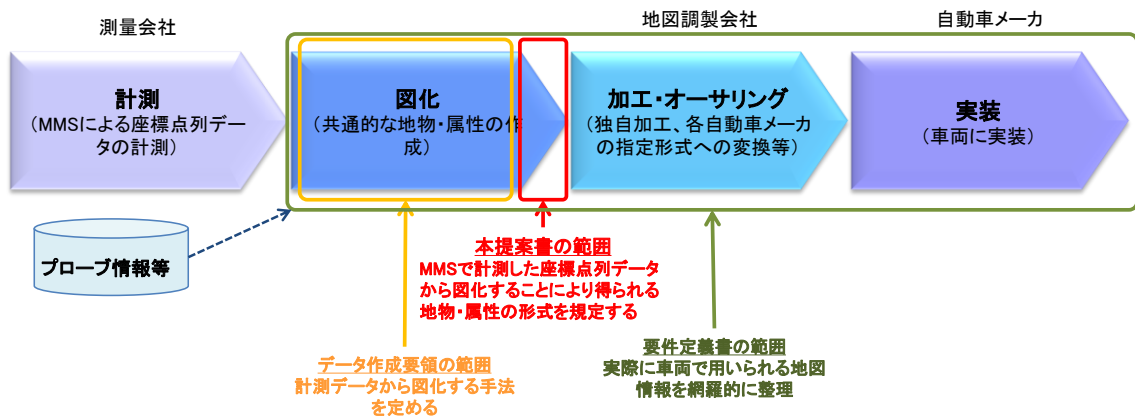 測量会社
地図調製会社
自動車メーカ
計測
（MMSによる座標点列デー
タの計測）
図化
（共通的な地物・属性の作
成）
加工・オーサリング
（独自加工、各自動車メーカ
の指定形式への変換等）
実装
（車両に実装）
プローブ情報等
本提案書の範囲
MMSで計測した座標点列データ
から図化することにより得られる
地物・属性の形式を規定する
データ作成要領の範囲
計測データから図化する手法
を定める
要件定義書の範囲
実際に車両で用いられる地図
情報を網羅的に整理